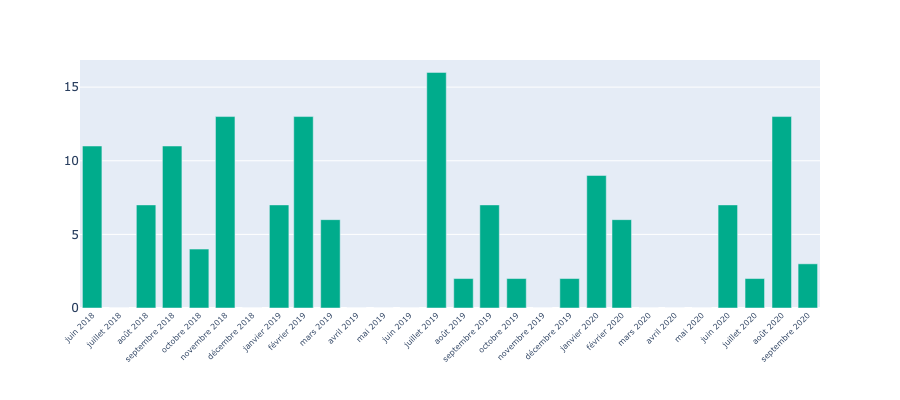 15
10
5
0
juin 2018
juillet 2018
août 2018
septembre 2018
octobre 2018
novembre 2018
décembre 2018
janvier 2019
février 2019
mars 2019
avril 2019
mai 2019
juin 2019
juillet 2019
août 2019
septembre 2019
octobre 2019
novembre 2019
décembre 2019
janvier 2020
février 2020
mars 2020
avril 2020
mai 2020
juin 2020
juillet 2020
août 2020
septembre 2020